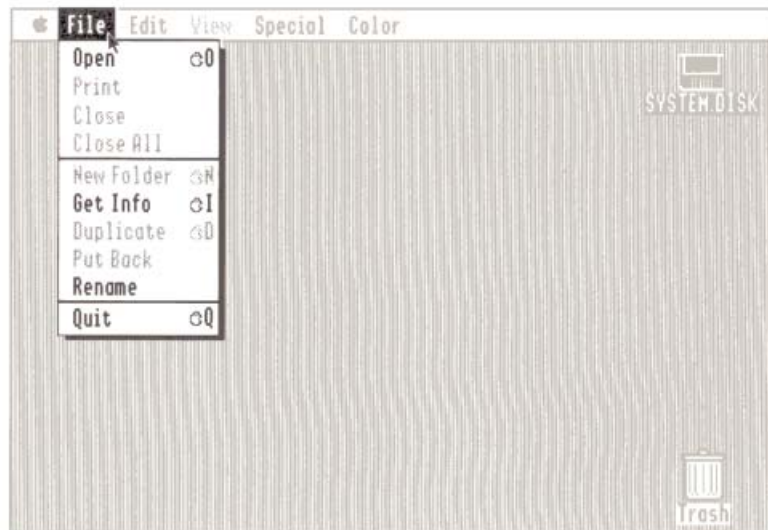 File Edit View Special Color
Open O
Print
Close
Close All
New Folder N
Get Info I
Duplicate D
Put Back
Rename
Quit Q
SYSTEM.DISK
Trash